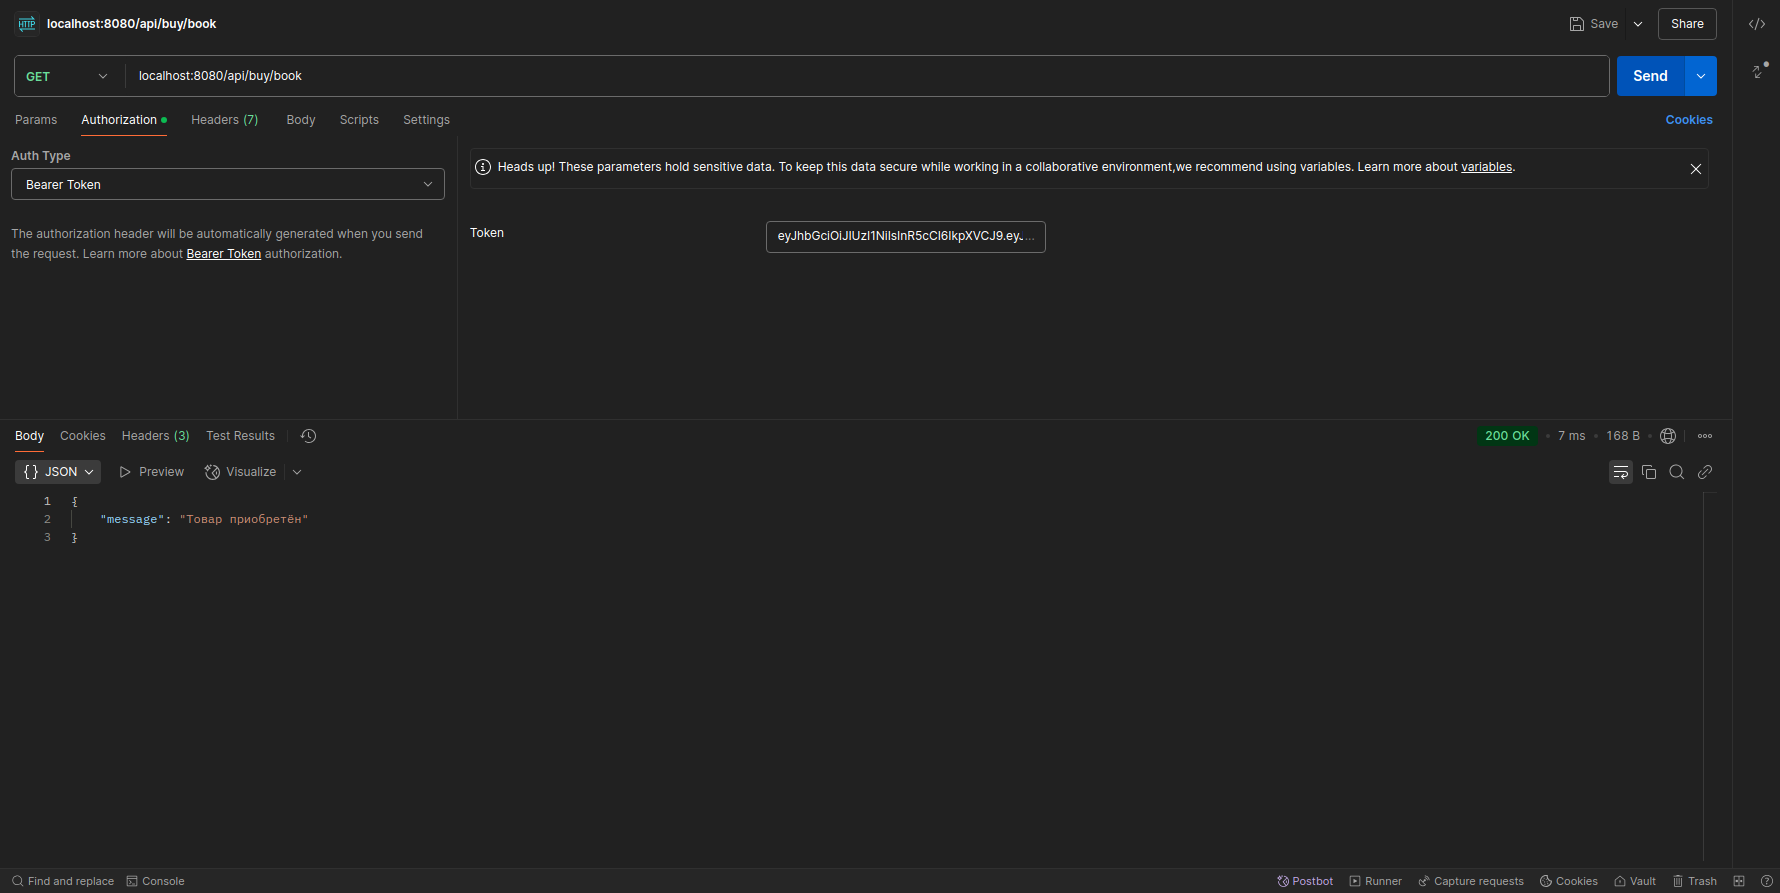 HTTP localhost:8080/api/buy/book Save Share </>
GET localhost:8080/api/buy/book Send
Params Authorization Headers (7) Body Scripts Settings Cookies
Auth Type
Heads up! These parameters hold sensitive data. To keep this data secure while working in a collaborative environment,we recommend using variables. Learn more about variables.
Bearer Token
The authorization header will be automatically generated when you send
the request. Learn more about Bearer Token authorization.
Token eyJhbGciOiJIUzI1NiIsInR5cCI6IkpXVCJ9.eyJ...
Body Cookies Headers (3) Test Results 200 OK • 7 ms • 168 B •
{} JSON Preview Visualize
1 {
2 "message": "Товар приобретён"
3 }
Find and replace Console Postbot Runner Capture requests Cookies Vault Trash